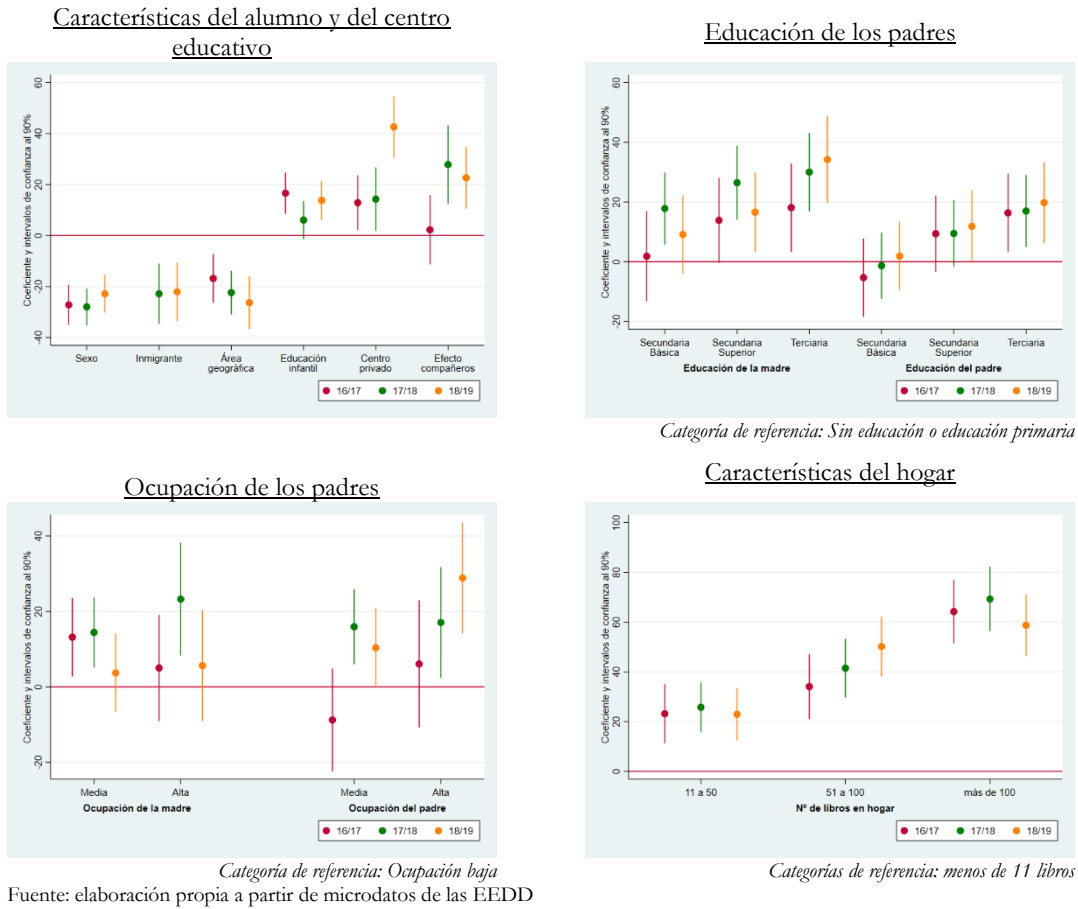 Características del alumno y del centro
educativo
Coeficiente y intervalos de confianza al 90%
60
40
20
0
-20
-40
Sexo
Inmigrante
Área
geográfica
Educación
infantil
Centro
privado
Efecto
compañeros
16/17 17/18 18/19
Educación de los padres
Coeficiente y intervalos de confianza al 90%
60
40
20
0
-20
Secundaria
Básica
Secundaria
Superior
Terciaria
Secundaria
Básica
Secundaria
Superior
Terciaria
Educación de la madre
Educación del padre
16/17 17/18 18/19
Categoría de referencia: Sin educación o educación primaria
Ocupación de los padres
Coeficiente y intervalos de confianza al 90%
40
20
0
-20
Media
Alta
Media
Alta
Ocupación de la madre
Ocupación del padre
16/17 17/18 18/19
Categoría de referencia: Ocupación baja
Características del hogar
Coeficiente y intervalos de confianza al 90%
100
80
60
40
20
0
11 a 50
51 a 100
más de 100
Nº de libros en hogar
16/17 17/18 18/19
Categorías de referencia: menos de 11 libros
Fuente: elaboración propia a partir de microdatos de las EEDD